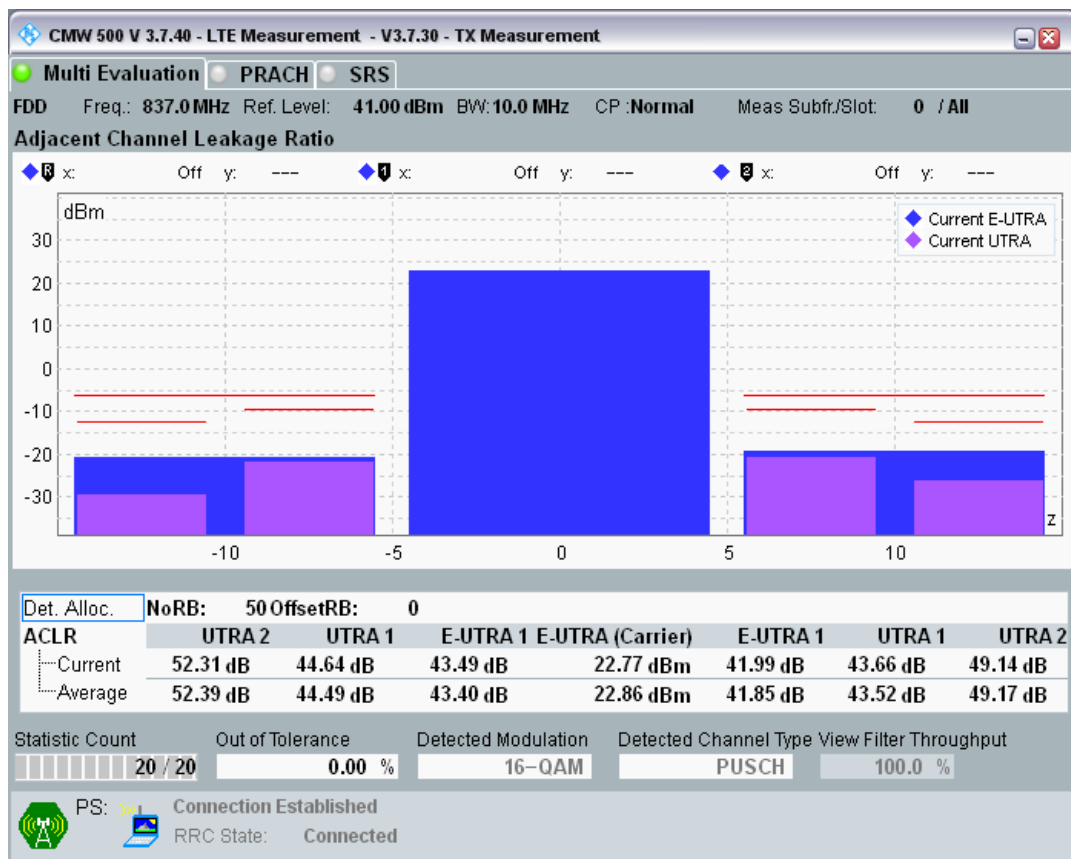 CMW 500 V 3.7.40 - LTE Measurement - V3.7.30 - TX Measurement
Multi Evaluation PRACH SRS
FDD Freq.: 837.0 MHz Ref. Level: 41.00 dBm BW: 10.0 MHz CP :Normal Meas Subfr./Slot: 0 / All
Adjacent Channel Leakage Ratio
R x: Off y: --- 1 x: Off y: --- 2 x: Off y: ---
dBm
Current E-UTRA
Current UTRA
30
20
10
0
-10
-20
-30
z
-10 -5 0 5 10
Det. Alloc. NoRB: 50 OffsetRB: 0
ACLR UTRA 2 UTRA 1 E-UTRA 1 E-UTRA (Carrier) E-UTRA 1 UTRA 1 UTRA 2
Current 52.31 dB 44.64 dB 43.49 dB 22.77 dBm 41.99 dB 43.66 dB 49.14 dB
Average 52.39 dB 44.49 dB 43.40 dB 22.86 dBm 41.85 dB 43.52 dB 49.17 dB
Statistic Count Out of Tolerance Detected Modulation Detected Channel Type View Filter Throughput
20 / 20 0.00 % 16-QAM PUSCH 100.0 %
PS: Connection Established
RRC State: Connected